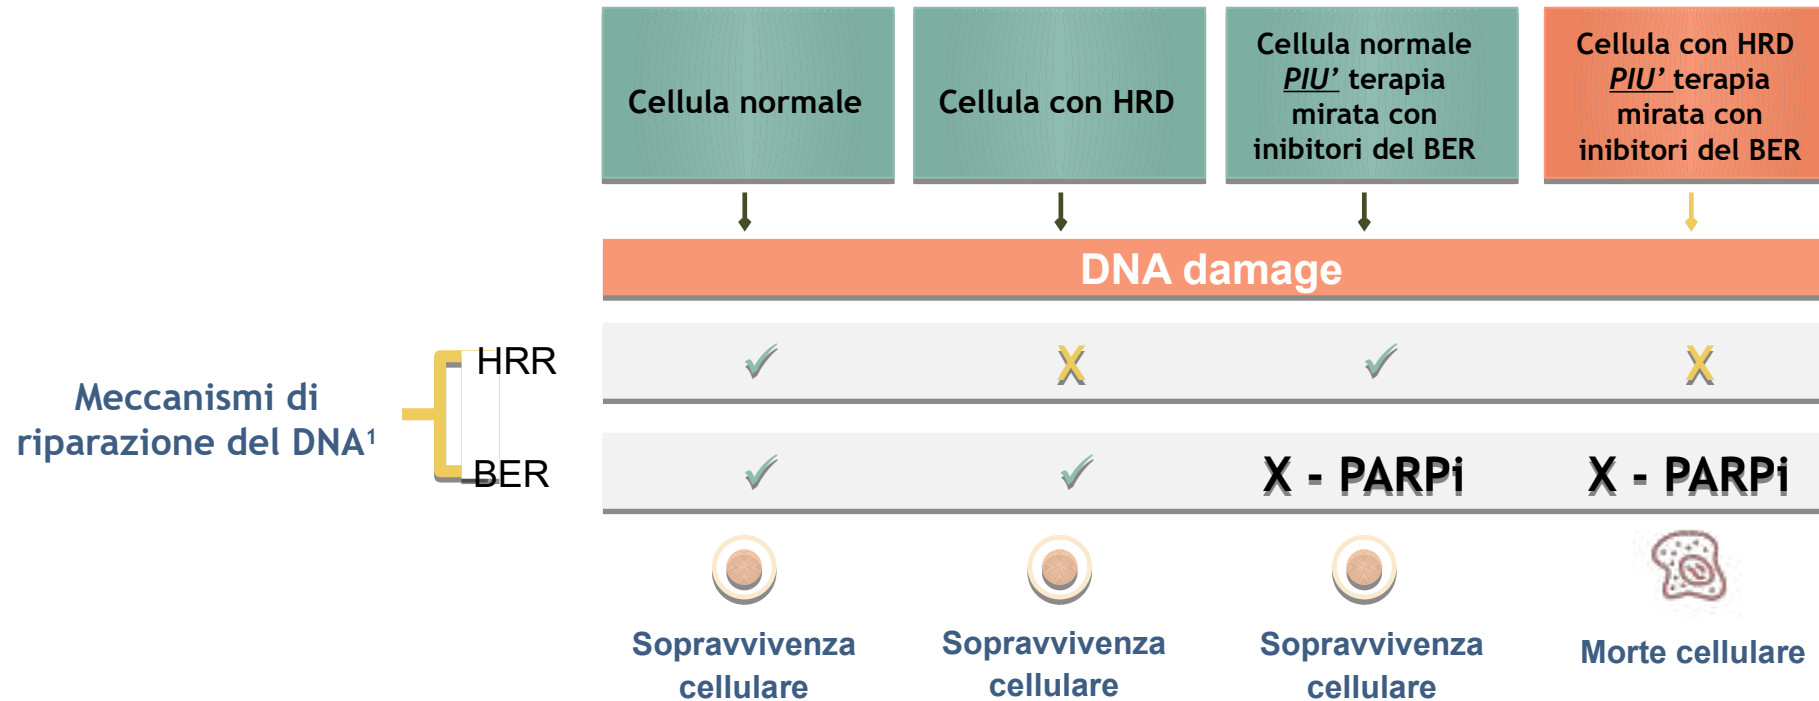 Cellula normale
Cellula con HRD
Cellula normale
PIU' terapia
mirata con
inibitori del BER
Cellula con HRD
PIU' terapia
mirata con
inibitori del BER
DNA damage
Meccanismi di
riparazione del DNA¹
HRR
✓ X ✓ X
BER
✓ ✓ X - PARPi X - PARPi
Sopravvivenza
cellulare
Sopravvivenza
cellulare
Sopravvivenza
cellulare
Morte cellulare